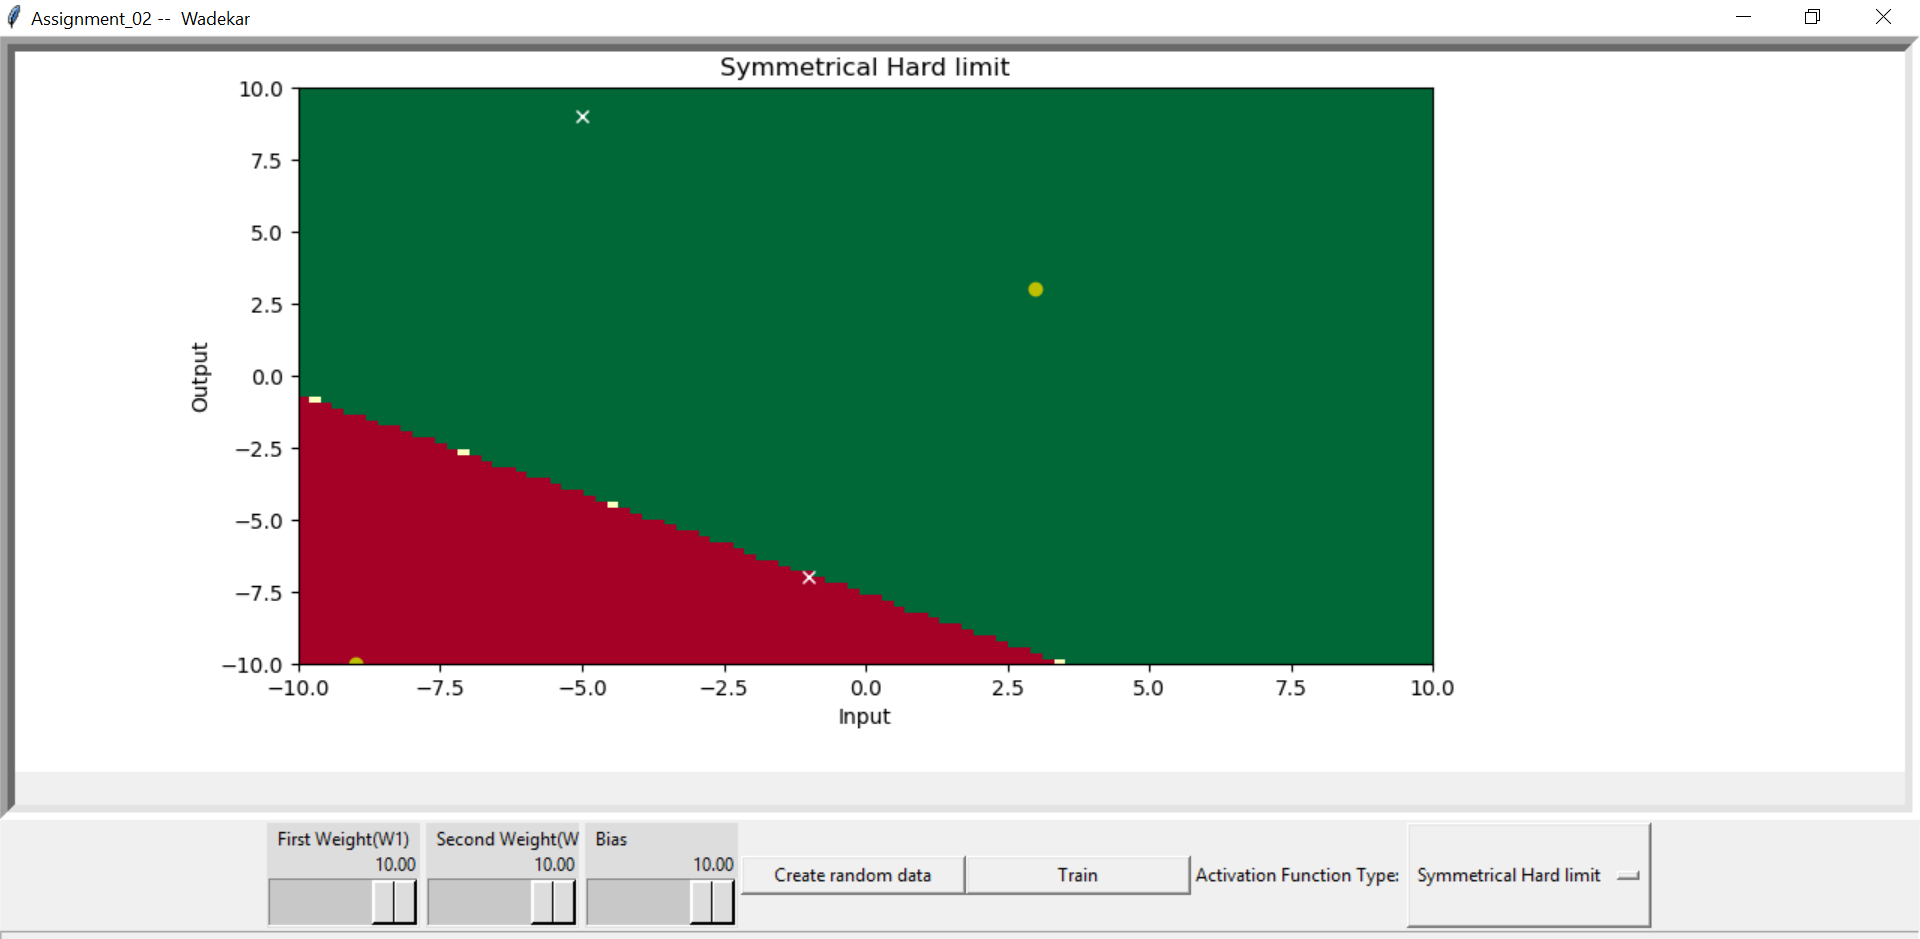 Assignment_02 -- Wadekar
Symmetrical Hard limit
10.0
7.5
5.0
2.5
0.0
−2.5
−5.0
−7.5
−10.0
Output
−10.0 −7.5 −5.0 −2.5 0.0 2.5 5.0 7.5 10.0
Input
First Weight(W1) Second Weight(W Bias
10.00 10.00 10.00
Create random data Train Activation Function Type: Symmetrical Hard limit